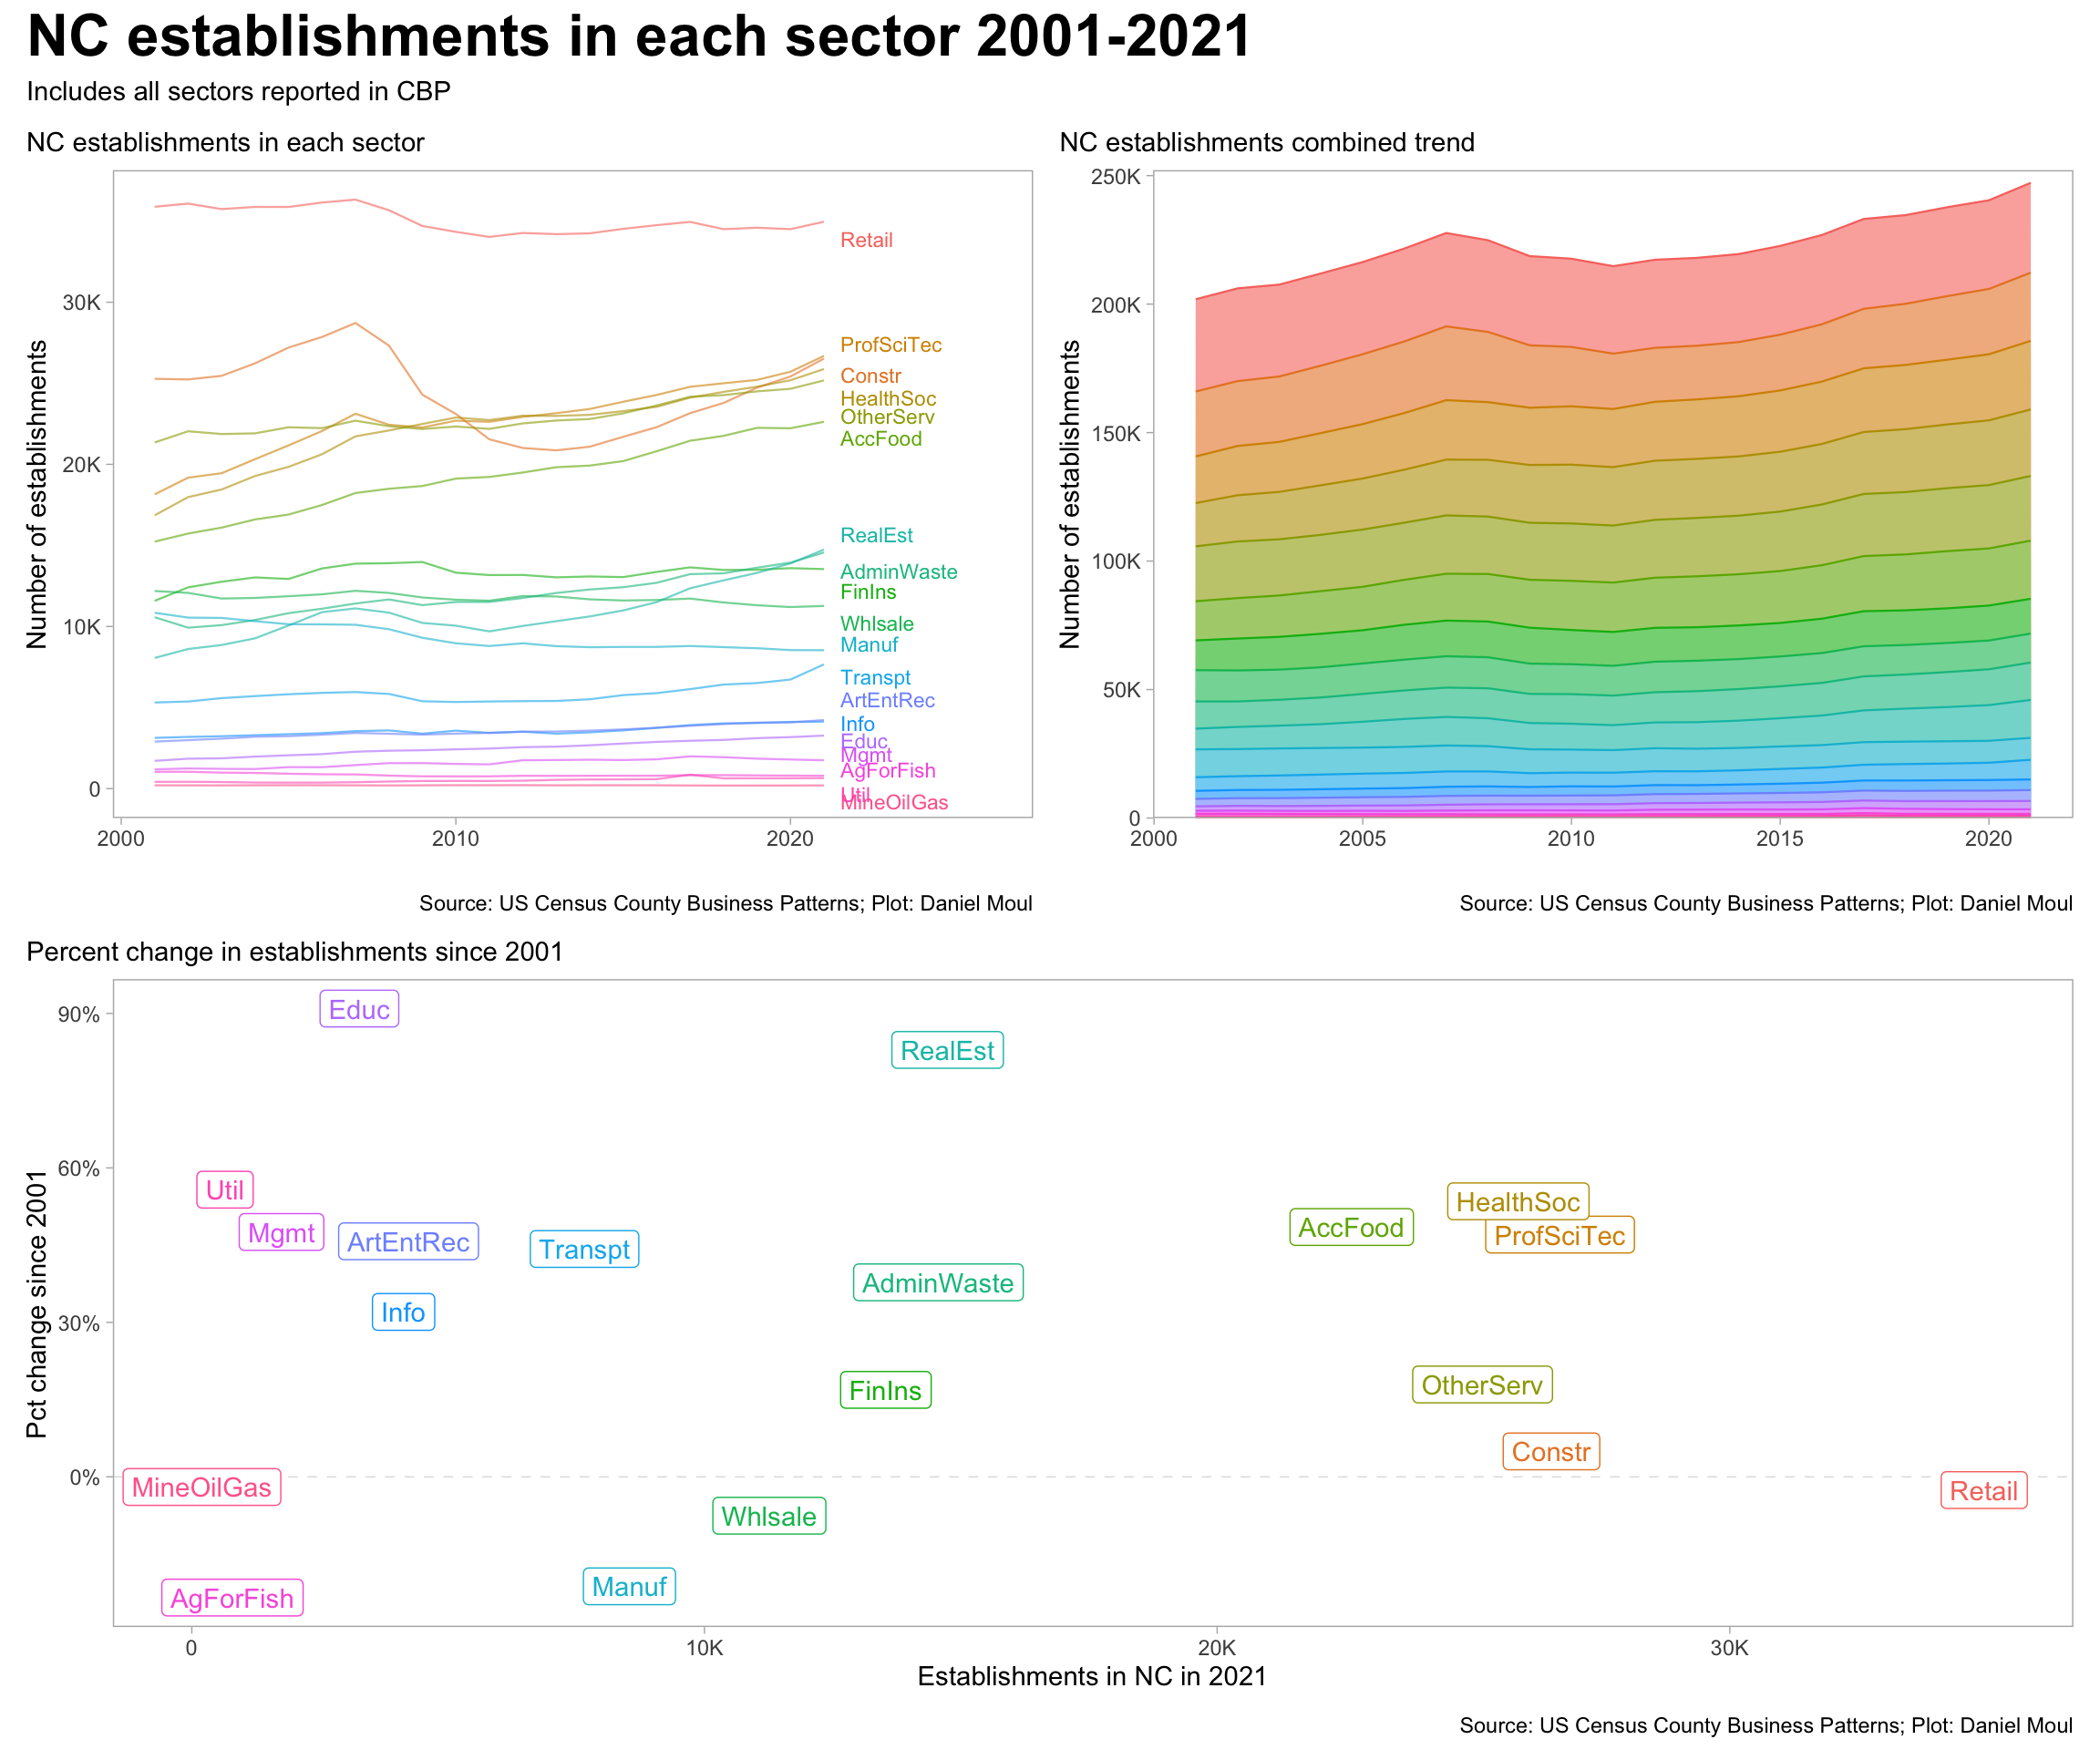 NC establishments in each sector 2001-2021
Includes all sectors reported in CBP
NC establishments in each sector
Number of establishments
30K
20K
10K
0
2000
2010
2020
Retail
ProfSciTec
Constr
HealthSoc
OtherServ
AccFood
RealEst
AdminWaste
FinIns
Whlsale
Manuf
Transpt
ArtEntRec
Info
Educ
Mgmt
AgForFish
Util
MineOilGas
Source: US Census County Business Patterns; Plot: Daniel Moul
NC establishments combined trend
Number of establishments
250K
200K
150K
100K
50K
0
2000
2005
2010
2015
2020
Source: US Census County Business Patterns; Plot: Daniel Moul
Percent change in establishments since 2001
Pct change since 2001
90%
60%
30%
0%
Educ
RealEst
Util
HealthSoc
Mgmt
ArtEntRec
Transpt
AccFood
ProfSciTec
AdminWaste
Info
FinIns
OtherServ
Constr
MineOilGas
Retail
Whlsale
Manuf
AgForFish
0
10K
20K
30K
Establishments in NC in 2021
Source: US Census County Business Patterns; Plot: Daniel Moul